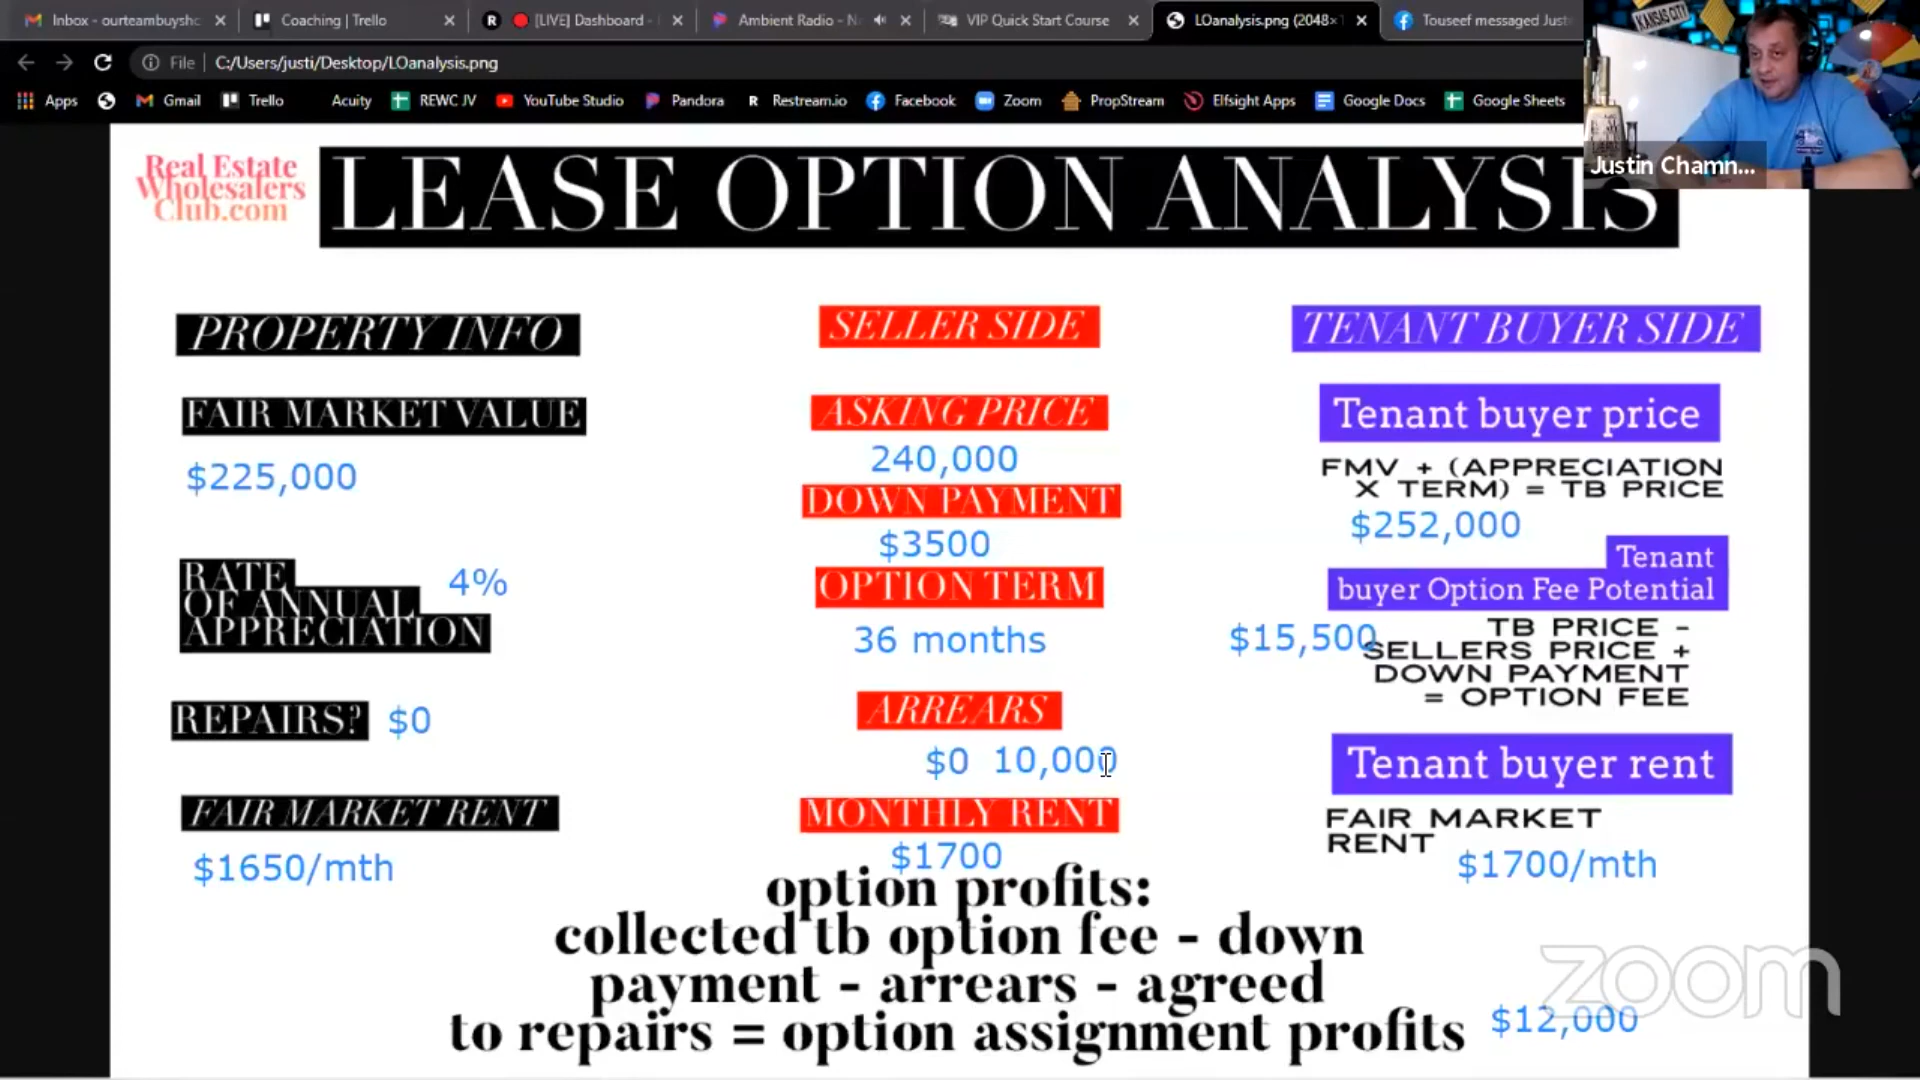 Inbox - ourteambuyshc
Coaching | Trello
[LIVE] Dashboard -
Ambient Radio - N
VIP Quick Start Course
LOanalysis.png (2048×1
Touseef messaged Just
File
C:/Users/justi/Desktop/LOanalysis.png
Apps
Gmail
Trello
Acuity
REWC JV
YouTube Studio
Pandora
R Restream.io
Facebook
Zoom
PropStream
Elfsight Apps
Google Docs
Google Sheets
KANSAS CITY
Justin Chamn...
Real Estate
Wholesalers
Club.com
LEASE OPTION ANALYSIS
PROPERTY INFO
FAIR MARKET VALUE
$225,000
RATE
OF ANNUAL
APPRECIATION
4%
REPAIRS?
$0
FAIR MARKET RENT
$1650/mth
SELLER SIDE
ASKING PRICE
240,000
DOWN PAYMENT
$3500
OPTION TERM
36 months
ARREARS
$0 10,000
MONTHLY RENT
$1700
TENANT BUYER SIDE
Tenant buyer price
FMV + (APPRECIATION
X TERM) = TB PRICE
$252,000
Tenant
buyer Option Fee Potential
$15,500
TB PRICE -
SELLERS PRICE +
DOWN PAYMENT
= OPTION FEE
Tenant buyer rent
FAIR MARKET
RENT
$1700/mth
option profits:
collected tb option fee - down
payment - arrears - agreed
to repairs = option assignment profits
$12,000
zoom